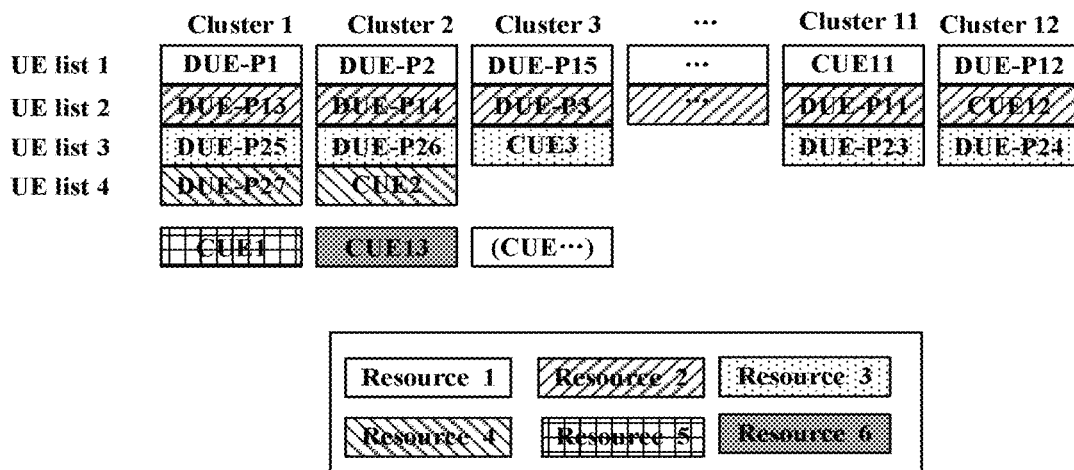 Cluster 1 Cluster 2 Cluster 3 ... Cluster 11 Cluster 12
UE list 1 DUE-P1 DUE-P2 DUE-P15 ... CUE11 DUE-P12
UE list 2 DUE-P13 DUE-P14 DUE-P3 ... DUE-P11 CUE12
UE list 3 DUE-P25 DUE-P26 CUE3 DUE-P23 DUE-P24
UE list 4 DUE-P27 CUE2
CUE1 CUE13 (CUE...)
Resource 1 Resource 2 Resource 3
Resource 4 Resource 5 Resource 6